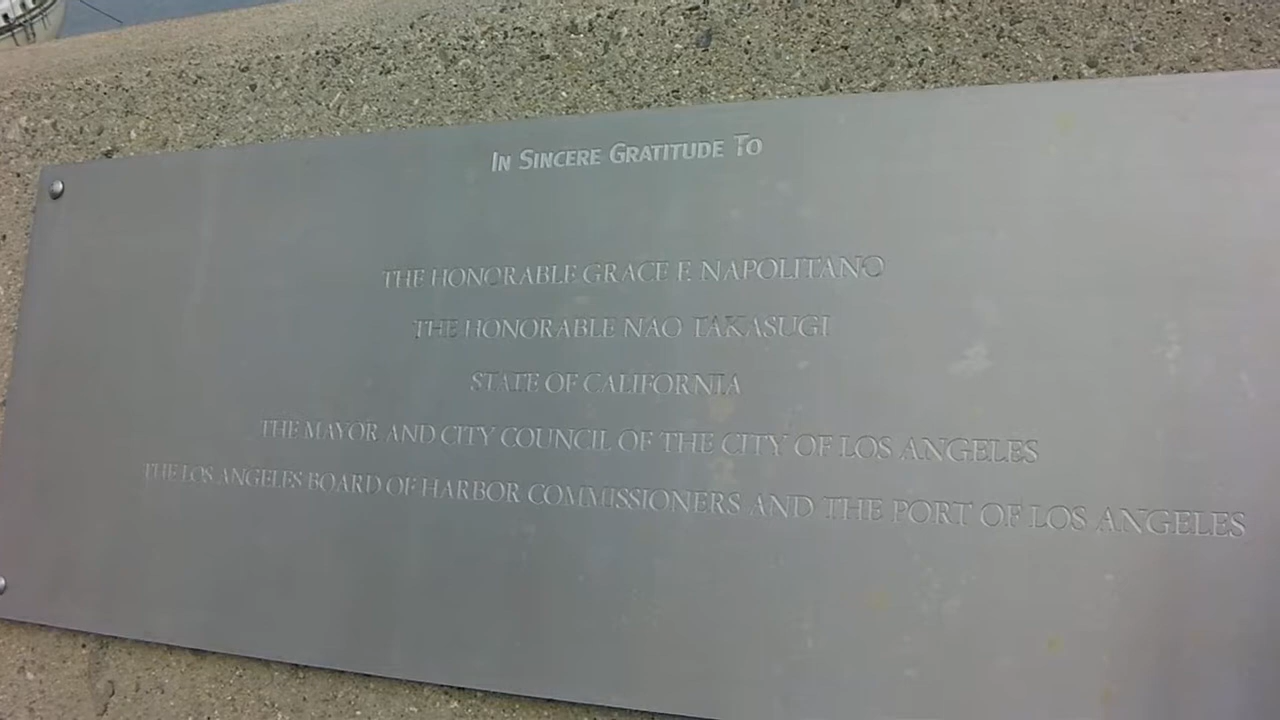 In Sincere Gratitude To
THE HONORABLE GRACE F. NAPOLITANO
THE HONORABLE NAO TAKASUGI
STATE OF CALIFORNIA
THE MAYOR AND CITY COUNCIL OF THE CITY OF LOS ANGELES
THE LOS ANGELES BOARD OF HARBOR COMMISSIONERS AND THE PORT OF LOS ANGELES